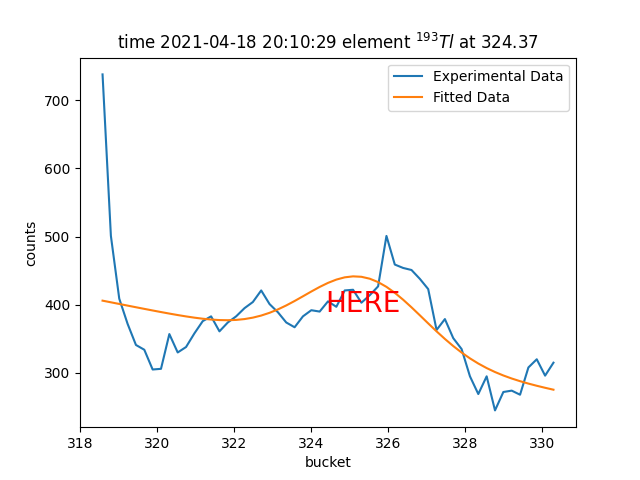 time 2021-04-18 20:10:29 element ¹⁹³Tl at 324.37
Experimental Data
Fitted Data
700
600
500
400
300
counts
HERE
318 320 322 324 326 328 330
bucket